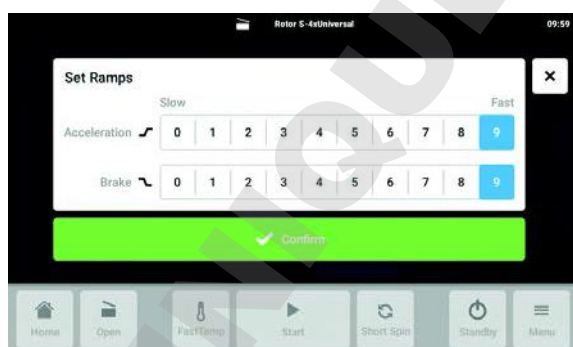 Rotor S-4xUniversal 09:59
Set Ramps
Slow Fast
Acceleration 0 1 2 3 4 5 6 7 8 9
Brake 0 1 2 3 4 5 6 7 8 9
Confirm
Home Open FastTemp Start Short Spin Standby Menu